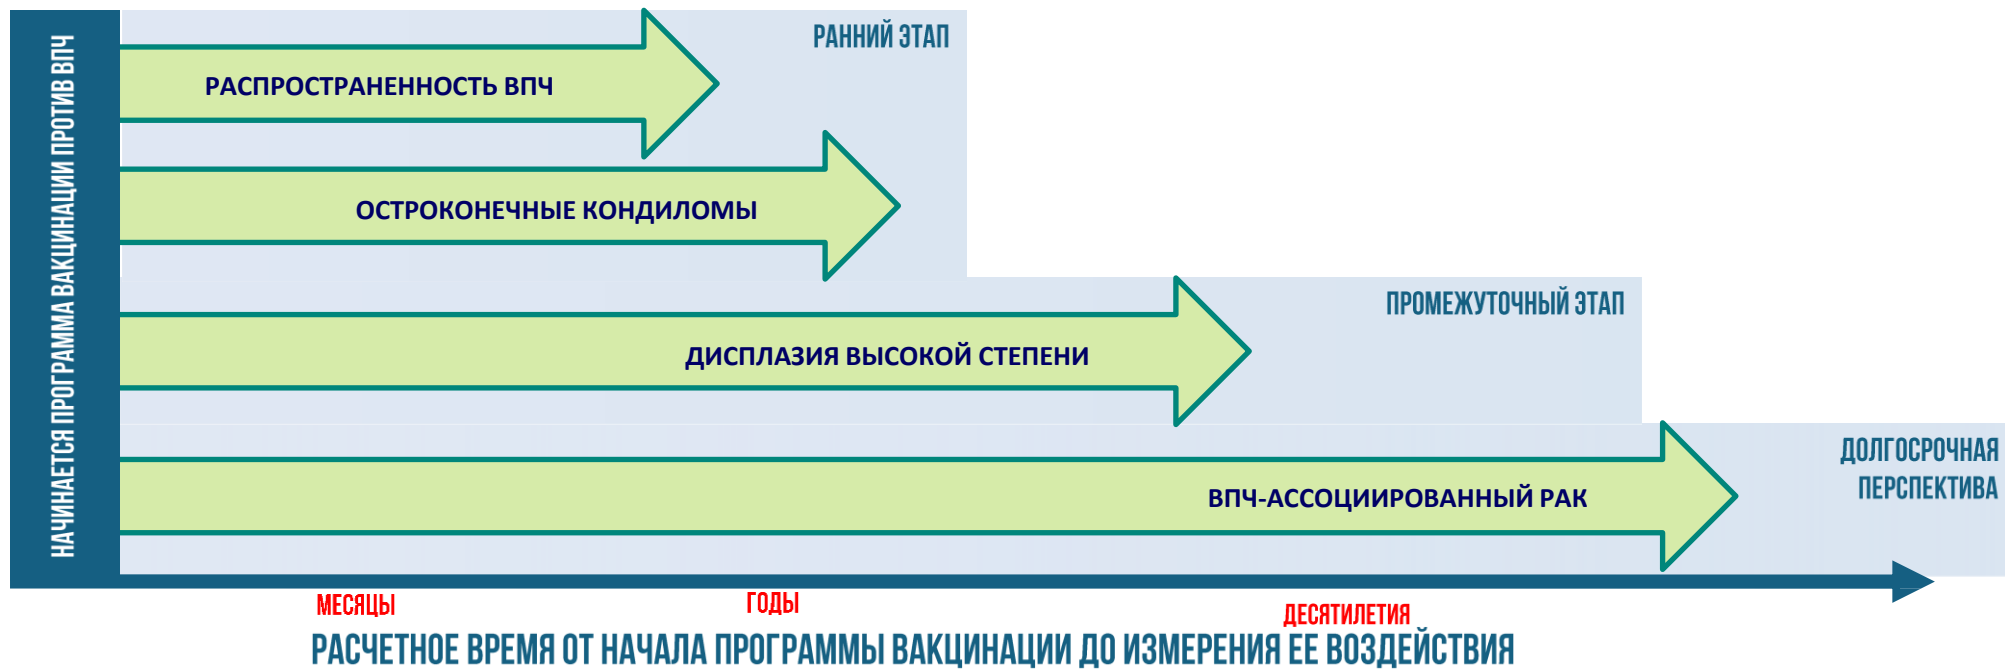 НАЧИНАЕТСЯ ПРОГРАММА ВАКЦИНАЦИИ ПРОТИВ ВПЧ
РАННИЙ ЭТАП
РАСПРОСТРАНЕННОСТЬ ВПЧ
ОСТРОКОНЕЧНЫЕ КОНДИЛОМЫ
ПРОМЕЖУТОЧНЫЙ ЭТАП
ДИСПЛАЗИЯ ВЫСОКОЙ СТЕПЕНИ
ДОЛГОСРОЧНАЯ
ПЕРСПЕКТИВА
ВПЧ-АССОЦИИРОВАННЫЙ РАК
МЕСЯЦЫ
ГОДЫ
ДЕСЯТИЛЕТИЯ
РАСЧЕТНОЕ ВРЕМЯ ОТ НАЧАЛА ПРОГРАММЫ ВАКЦИНАЦИИ ДО ИЗМЕРЕНИЯ ЕЕ ВОЗДЕЙСТВИЯ